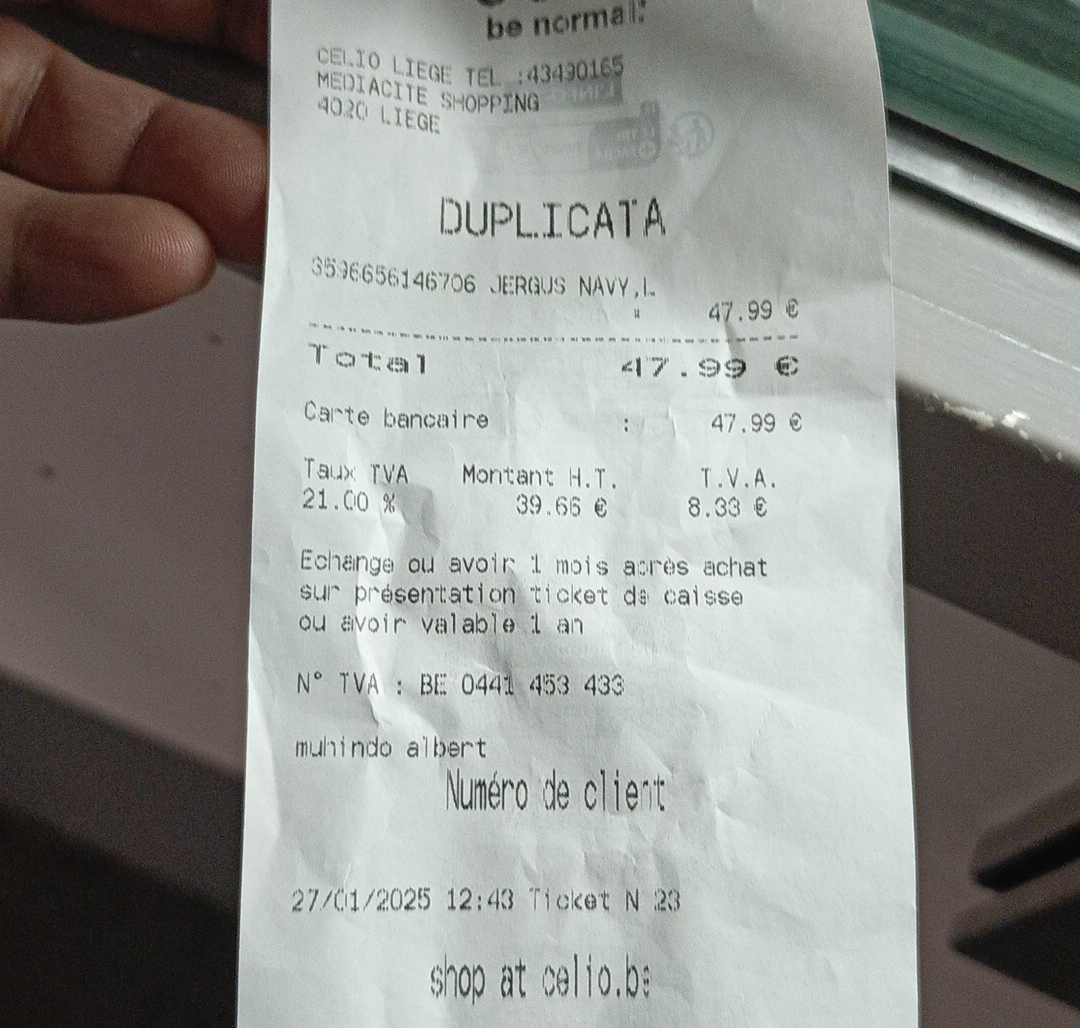 be normal.
CELIO LIEGE TEL :43490165
MEDIACITE SHOPPING
4020 LIEGE
DUPLICATA
3596656146706 JERGUS NAVY,L
47.99 €
Total 47.99 €
Carte bancaire : 47.99 €
Taux TVA Montant H.T. T.V.A.
21.00 % 39.66 € 8.33 €
Echange ou avoir 1 mois après achat
sur présentation ticket de caisse
ou avoir valable 1 an
N° TVA : BE 0441 453 433
muhindo albert
Numéro de client
27/01/2025 12:43 Ticket N 23
shop at celio.be